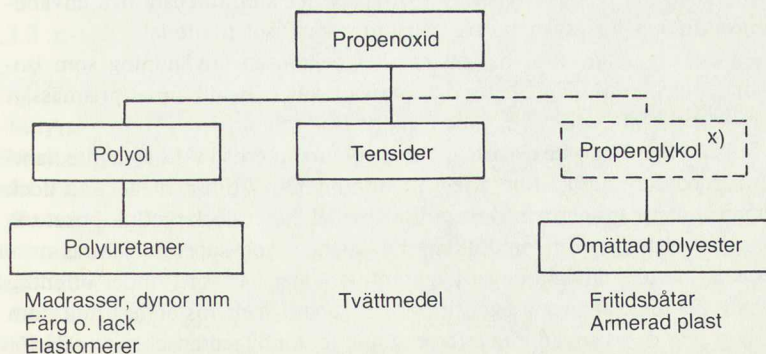 Propenoxid
Polyol
Tensider
Propenglykol x)
Polyuretaner
Omättad polyester
Madrasser, dynor mm
Färg o. lack
Elastomerer
Tvättmedel
Fritidsbåtar
Armerad plast